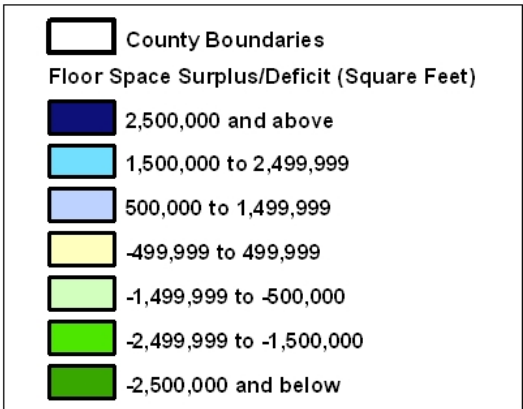 County Boundaries
Floor Space Surplus/Deficit (Square Feet)
2,500,000 and above
1,500,000 to 2,499,999
500,000 to 1,499,999
-499,999 to 499,999
-1,499,999 to -500,000
-2,499,999 to -1,500,000
-2,500,000 and below